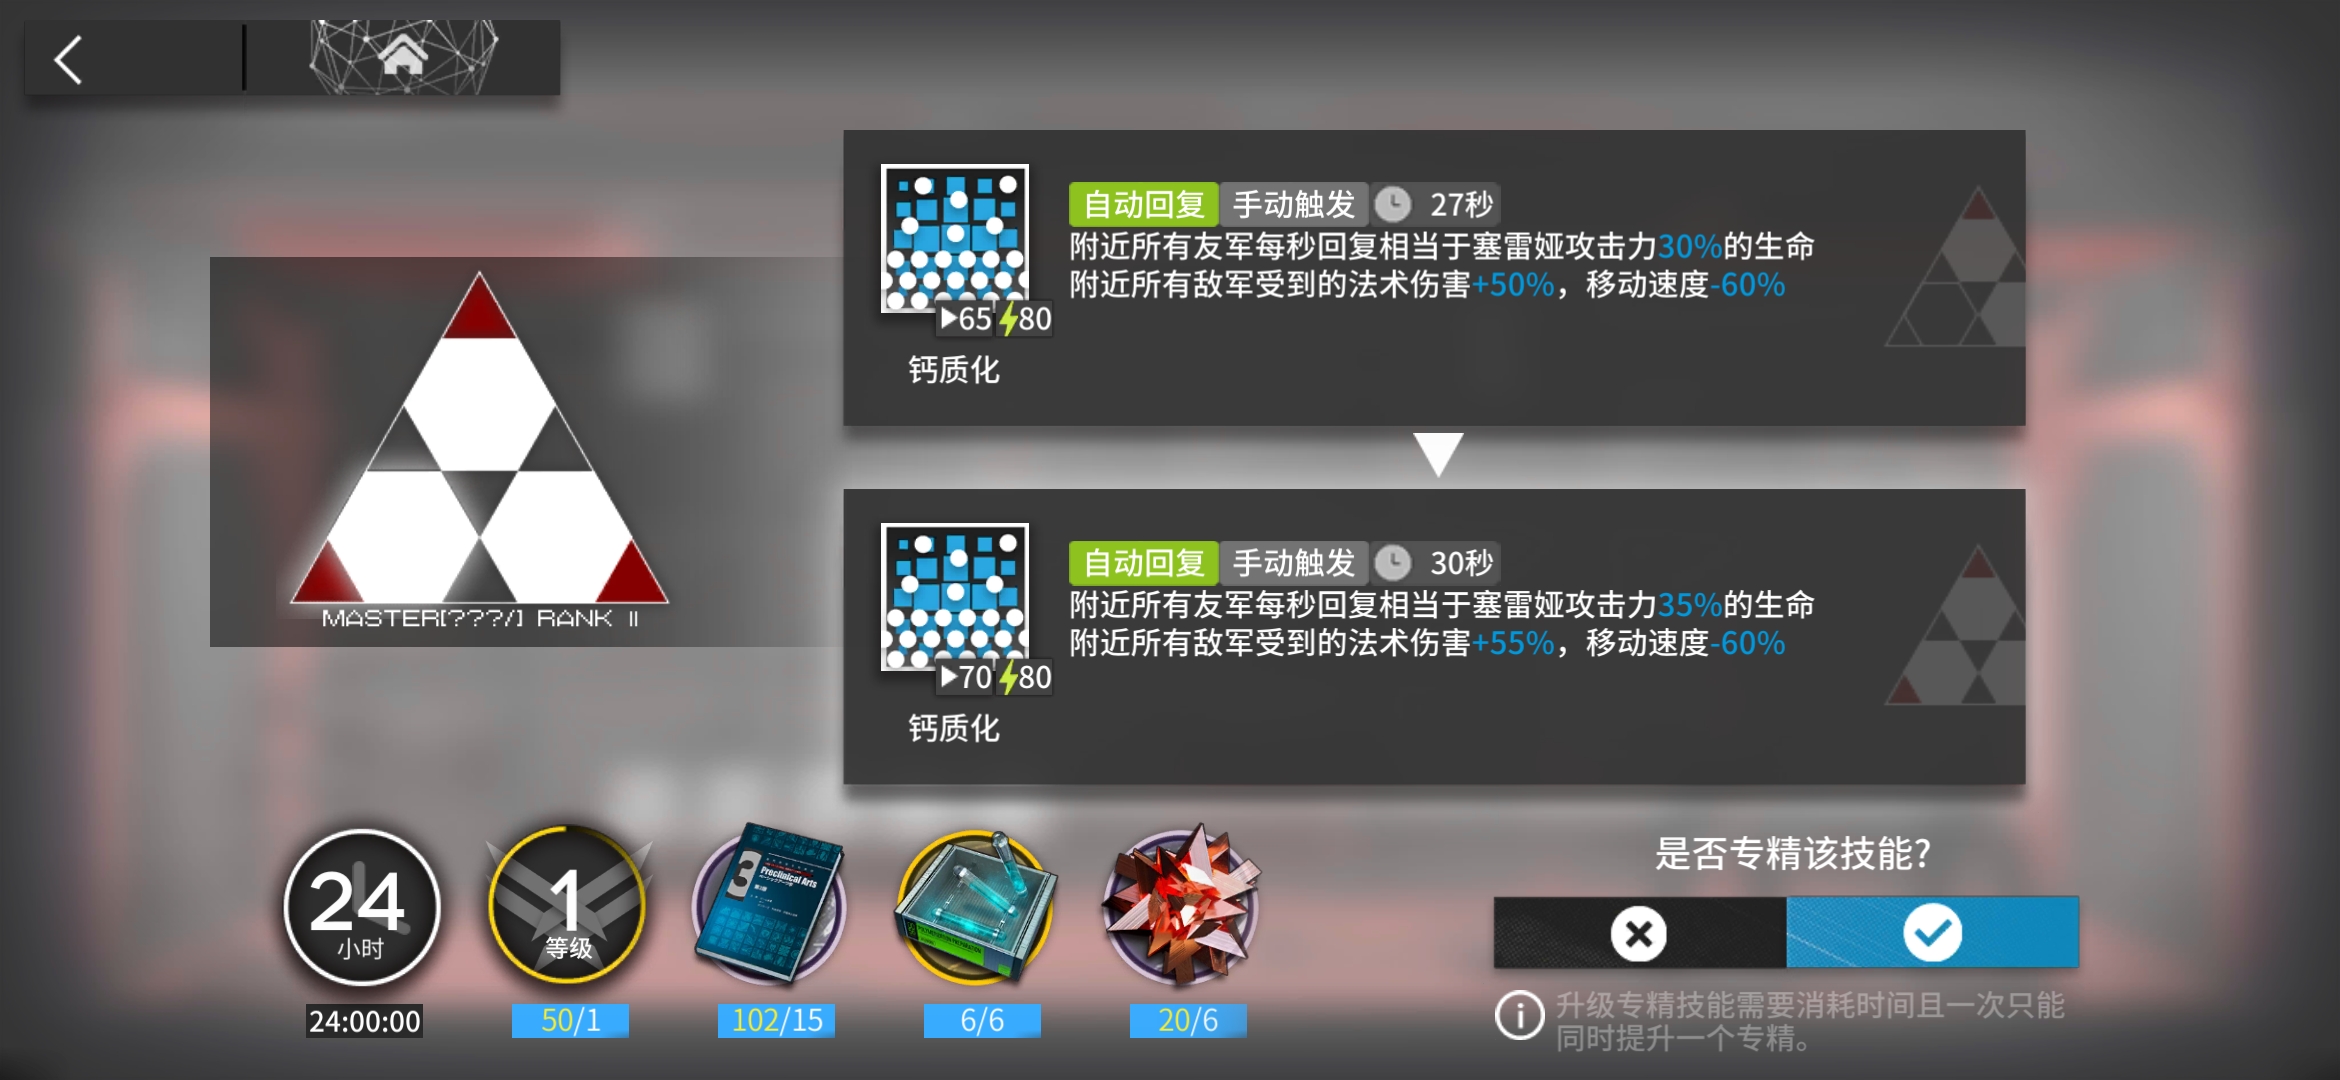 自动回复 手动触发 27秒
附近所有友军每秒回复相当于塞雷娅攻击力30%的生命
附近所有敌军受到的法术伤害+50%，移动速度-60%
65 80
钙质化
MASTER[???/] RANK II
自动回复 手动触发 30秒
附近所有友军每秒回复相当于塞雷娅攻击力35%的生命
附近所有敌军受到的法术伤害+55%，移动速度-60%
70 80
钙质化
24
小时
24:00:00
1
等级
50/1
3
Preclinical Arts
102/15
6/6
20/6
是否专精该技能?
升级专精技能需要消耗时间且一次只能
同时提升一个专精。